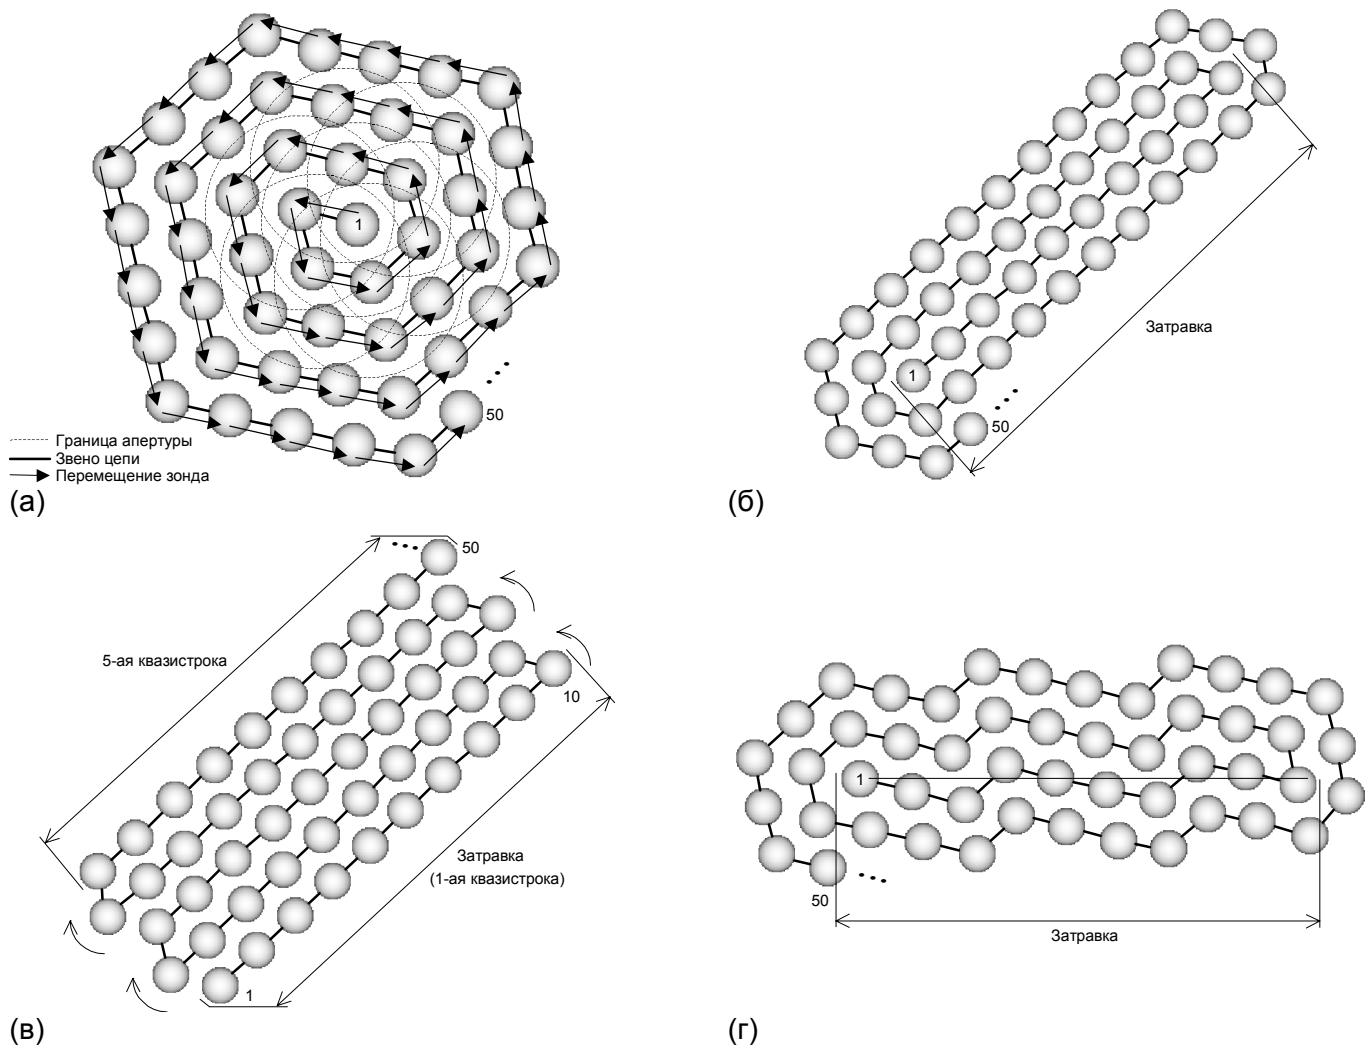 1
50
Граница апертуры
Звено цепи
Перемещение зонда
(а)
Затравка
1
50
(б)
50
5-ая квазистрока
10
Затравка
(1-ая квазистрока)
1
(в)
1
50
Затравка
(г)